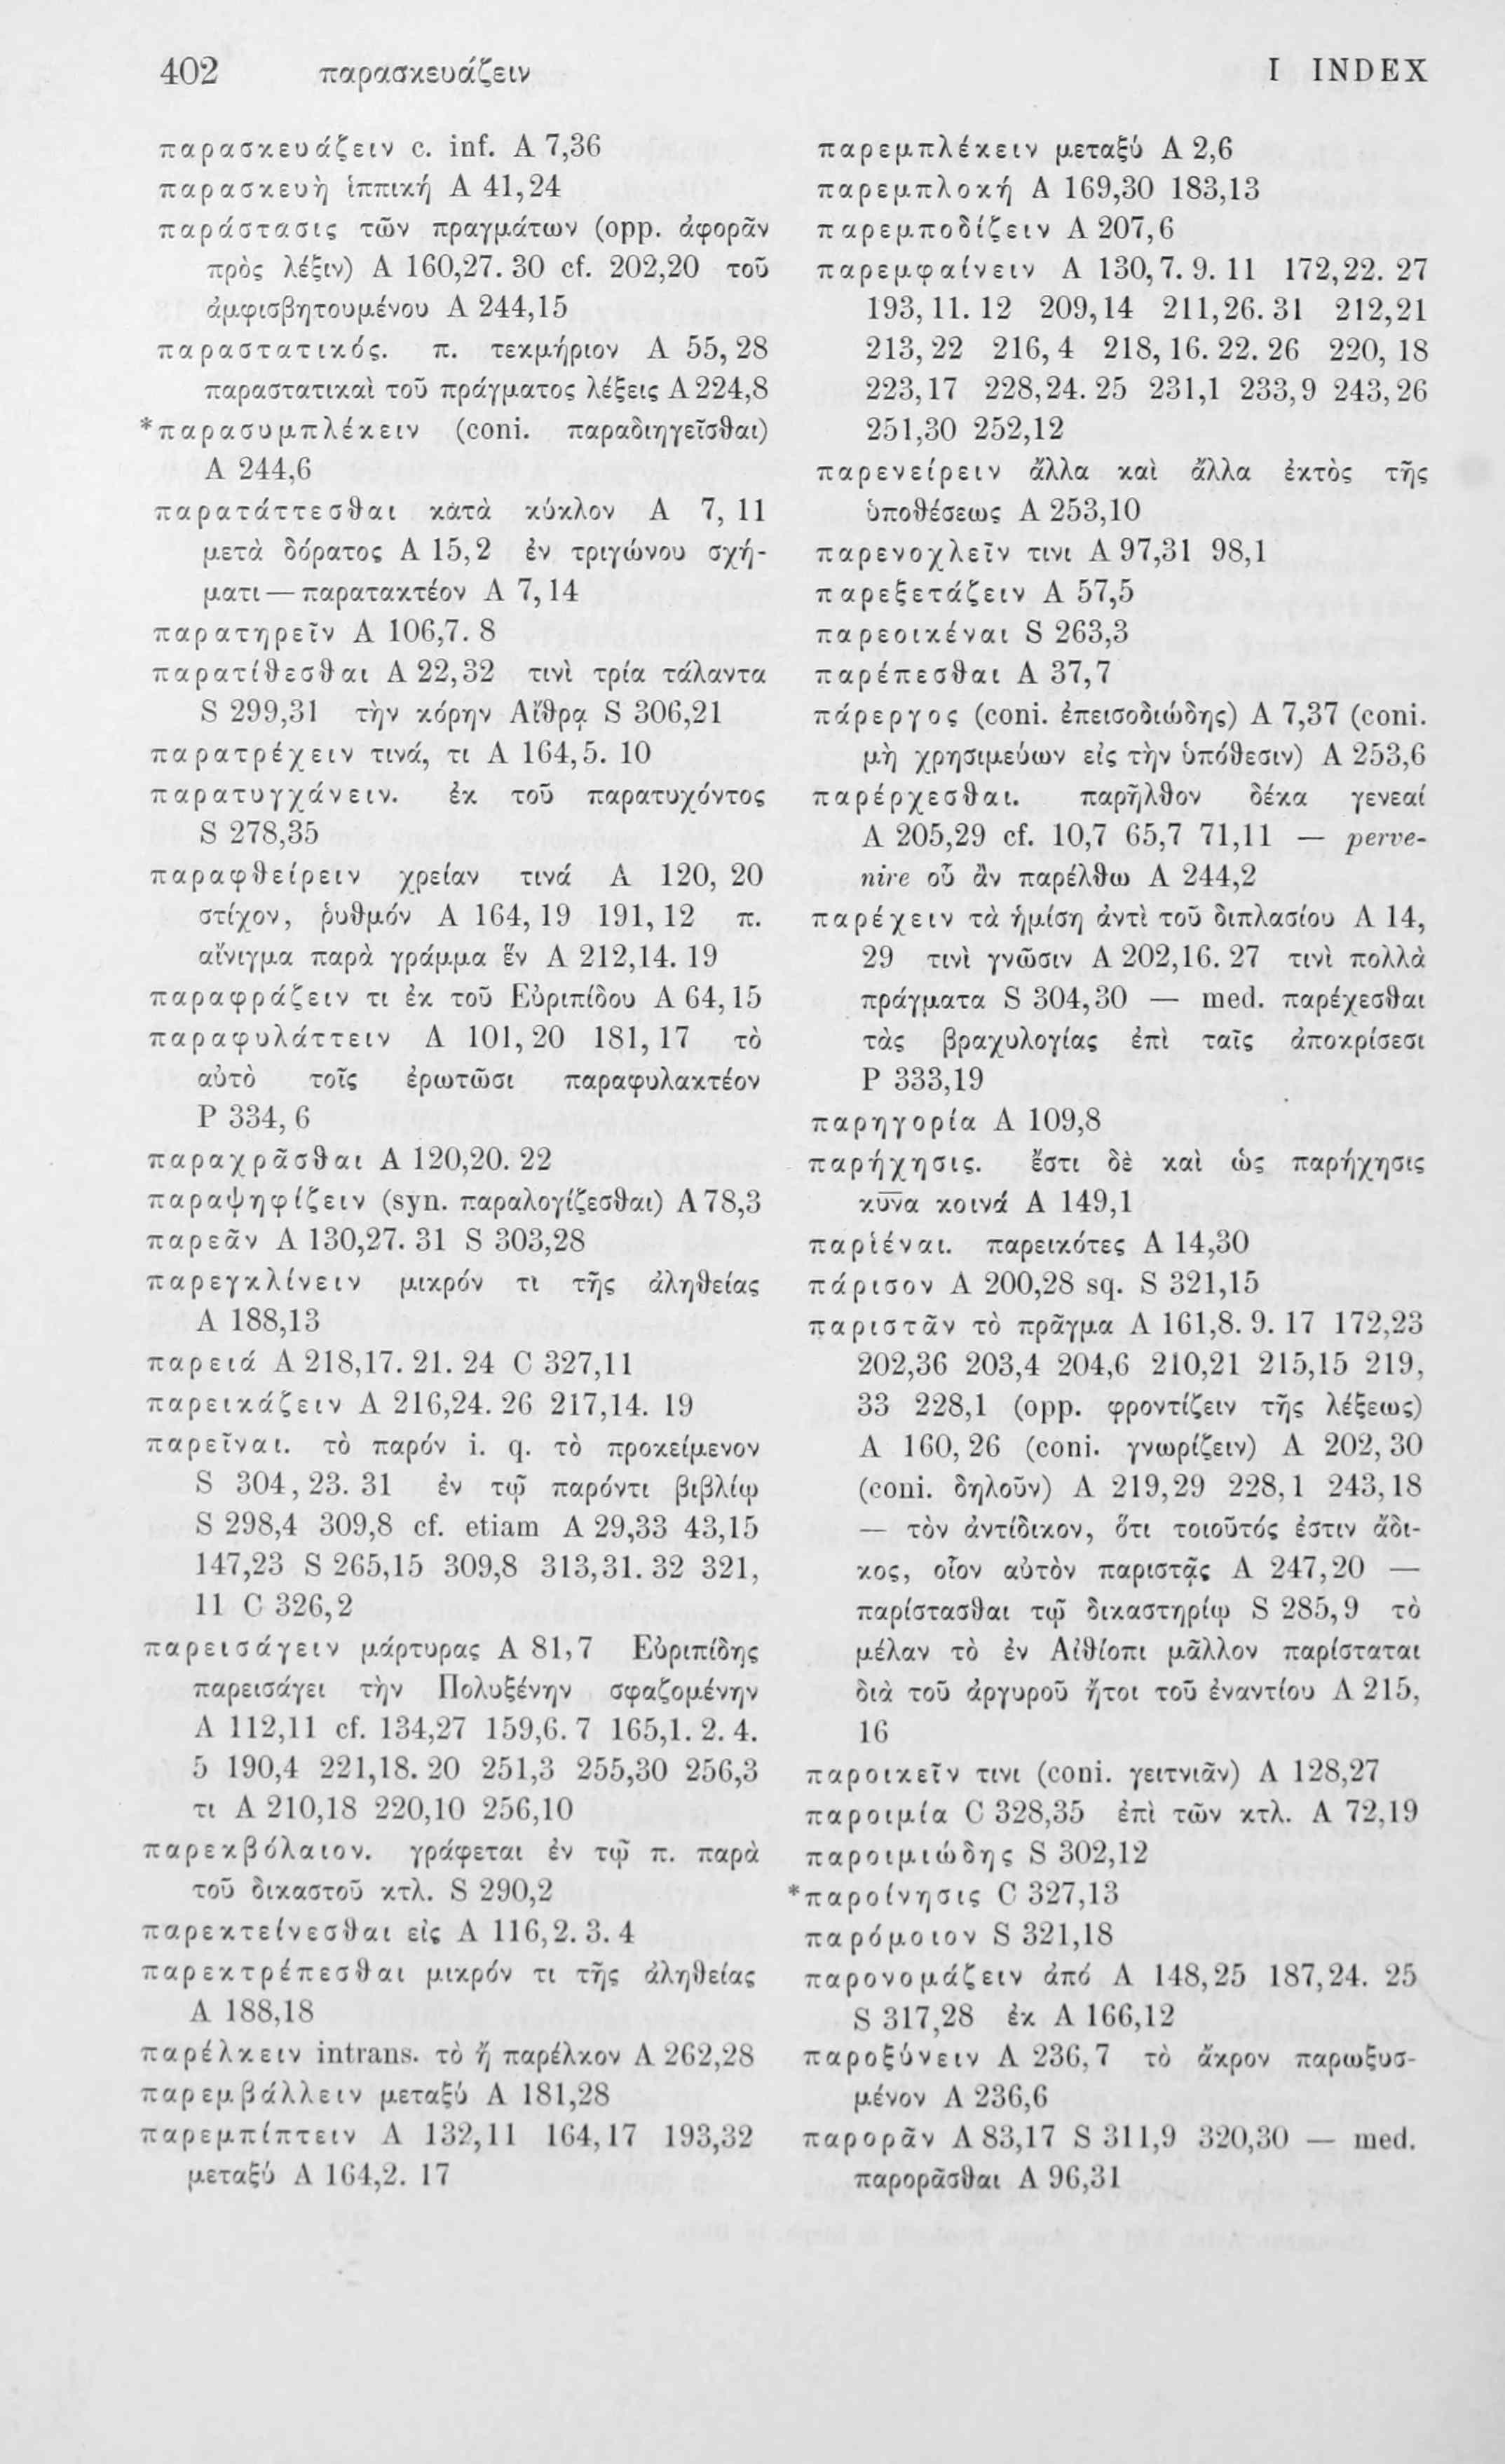 402 παρασκευάζειν I INDEX
παρασκευάζειν c. inf. A 7,36
παρασκευὴ ἱππική A 41,24
παράστασις τῶν πραγμάτων (opp. ἀφορᾶν
πρὸς λέξιν) A 160,27. 30 cf. 202,20 τοῦ
ἀμφισβητουμένου A 244,15
παραστατικός. π. τεκμήριον A 55,28
παραστατικαὶ τοῦ πράγματος λέξεις A 224,8
*παρασυμπλέκειν (coni. παραδιηγεῖσθαι)
A 244,6
παρατάττεσθαι κατὰ κύκλον A 7, 11
μετὰ δόρατος A 15,2 ἐν τριγώνου σχή-
ματι — παρατακτέον A 7,14
παρατηρεῖν A 106,7. 8
παρατίθεσθαι A 22,32 τινὶ τρία τάλαντα
S 299,31 τὴν κόρην Αἴθρᾳ S 306,21
παρατρέχειν τινά, τι A 164,5. 10
παρατυγχάνειν. ἐκ τοῦ παρατυχόντος
S 278,35
παραφθείρειν χρείαν τινά A 120, 20
στίχον, ῥυθμόν A 164,19 191,12 π.
αἴνιγμα παρὰ γράμμα ἕν A 212,14. 19
παραφράζειν τι ἐκ τοῦ Εὐριπίδου A 64,15
παραφυλάττειν A 101,20 181,17 τὸ
αὐτὸ τοῖς ἐρωτῶσι παραφυλακτέον
P 334, 6
παραχρᾶσθαι A 120,20. 22
παραψηφίζειν (syn. παραλογίζεσθαι) A 78,3
παρεᾶν A 130,27. 31 S 303,28
παρεγκλίνειν μικρόν τι τῆς ἀληθείας
A 188,13
παρειά A 218,17. 21. 24 C 327,11
παρεικάζειν A 216,24. 26 217,14. 19
παρεῖναι. τὸ παρόν i. q. τὸ προκείμενον
S 304, 23. 31 ἐν τῷ παρόντι βιβλίῳ
S 298,4 309,8 cf. etiam A 29,33 43,15
147,23 S 265,15 309,8 313,31. 32 321,
11 C 326,2
παρεισάγειν μάρτυρας A 81,7 Εὐριπίδης
παρεισάγει τὴν Πολυξένην σφαζομένην
A 112,11 cf. 134,27 159,6. 7 165,1. 2. 4.
5 190,4 221,18. 20 251,3 255,30 256,3
τι A 210,18 220,10 256,10
παρεκβόλαιον. γράφεται ἐν τῷ π. παρὰ
τοῦ δικαστοῦ κτλ. S 290,2
παρεκτείνεσθαι εἰς A 116,2. 3. 4
παρεκτρέπεσθαι μικρόν τι τῆς ἀληθείας
A 188,18
παρέλκειν intrans. τὸ ἤ παρέλκον A 262,28
παρεμβάλλειν μεταξύ A 181,28
παρεμπίπτειν A 132,11 164,17 193,32
μεταξύ A 164,2. 17
παρεμπλέκειν μεταξύ A 2,6
παρεμπλοκή A 169,30 183,13
παρεμποδίζειν A 207,6
παρεμφαίνειν A 130,7. 9. 11 172,22. 27
193,11. 12 209,14 211,26. 31 212,21
213,22 216,4 218,16. 22. 26 220, 18
223,17 228,24. 25 231,1 233,9 243,26
251,30 252,12
παρενείρειν ἄλλα καὶ ἄλλα ἐκτὸς τῆς
ὑποθέσεως A 253,10
παρενοχλεῖν τινι A 97,31 98,1
παρεξετάζειν A 57,5
παρεοικέναι S 263,3
παρέπεσθαι A 37,7
πάρεργος (coni. ἐπεισοδιώδης) A 7,37 (coni.
μὴ χρησιμεύων εἰς τὴν ὑπόθεσιν) A 253,6
παρέρχεσθαι. παρῆλθον δέκα γενεαί
A 205,29 cf. 10,7 65,7 71,11 — perve-
nire οὗ ἂν παρέλθω A 244,2
παρέχειν τὰ ἡμίση ἀντὶ τοῦ διπλασίου A 14,
29 τινὶ γνῶσιν A 202,16. 27 τινὶ πολλὰ
πράγματα S 304,30 — med. παρέχεσθαι
τὰς βραχυλογίας ἐπὶ ταῖς ἀποκρίσεσι
P 333,19
παρηγορία A 109,8
παρήχησις. ἔστι δὲ καὶ ὡς παρήχησις
κῡνα κοινά A 149,1
παριέναι. παρεικότες A 14,30
πάρισον A 200,28 sq. S 321,15
παριστᾶν τὸ πρᾶγμα A 161,8. 9. 17 172,23
202,36 203,4 204,6 210,21 215,15 219,
33 228,1 (opp. φροντίζειν τῆς λέξεως)
A 160, 26 (coni. γνωρίζειν) A 202, 30
(coni. δηλοῦν) A 219,29 228,1 243,18
— τὸν ἀντίδικον, ὅτι τοιοῦτός ἐστιν ἄδι-
κος, οἷον αὐτὸν παριστᾷς A 247,20 —
παρίστασθαι τῷ δικαστηρίῳ S 285,9 τὸ
μέλαν τὸ ἐν Αἰθίοπι μᾶλλον παρίσταται
διὰ τοῦ ἀργυροῦ ἤτοι τοῦ ἐναντίου A 215,
16
παροικεῖν τινι (coni. γειτνιᾶν) A 128,27
παροιμία C 328,35 ἐπὶ τῶν κτλ. A 72,19
παροιμιώδης S 302,12
*παροίνησις C 327,13
παρόμοιον S 321,18
παρονομάζειν ἀπό A 148,25 187,24. 25
S 317,28 ἐκ A 166,12
παροξύνειν A 236,7 τὸ ἄκρον παρωξυσ-
μένον A 236,6
παρορᾶν A 83,17 S 311,9 320,30 — med.
παρορᾶσθαι A 96,31